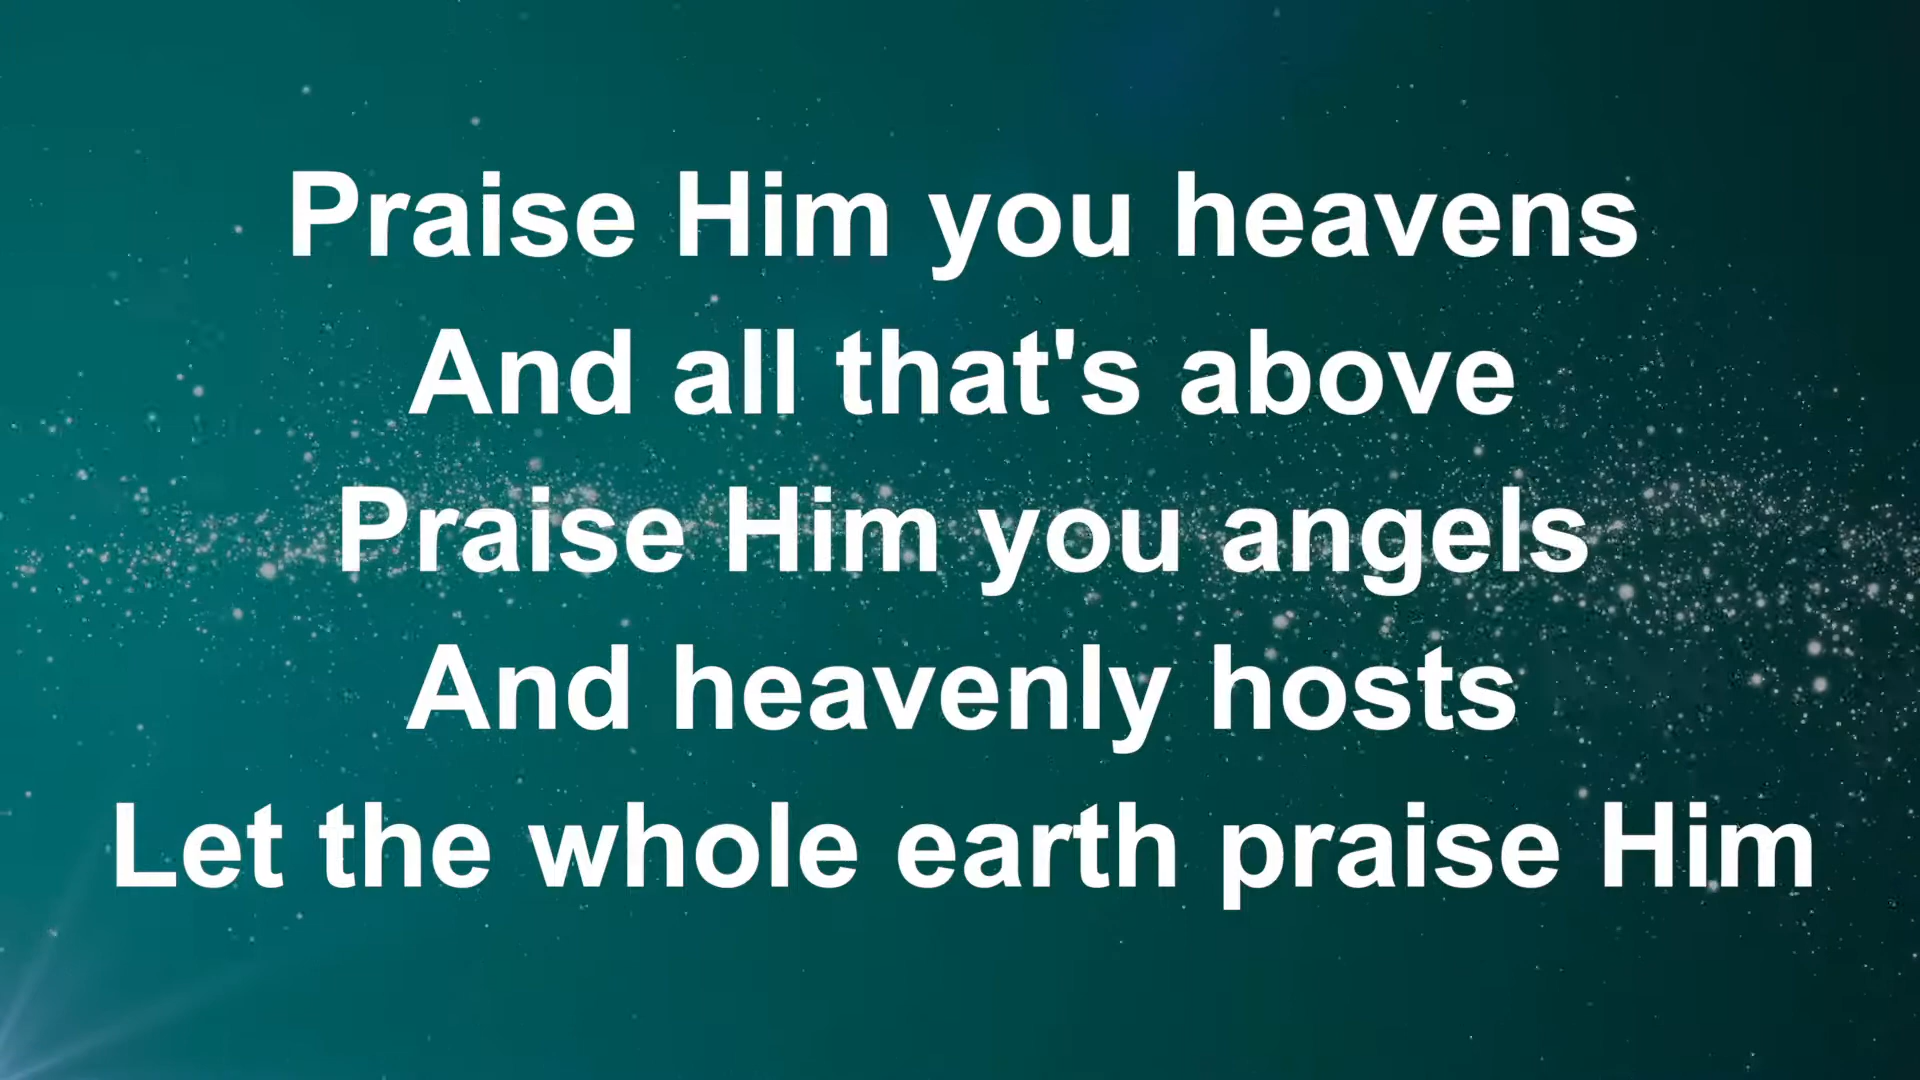 Praise Him you heavens
And all that's above
Praise Him you angels
And heavenly hosts
Let the whole earth praise Him